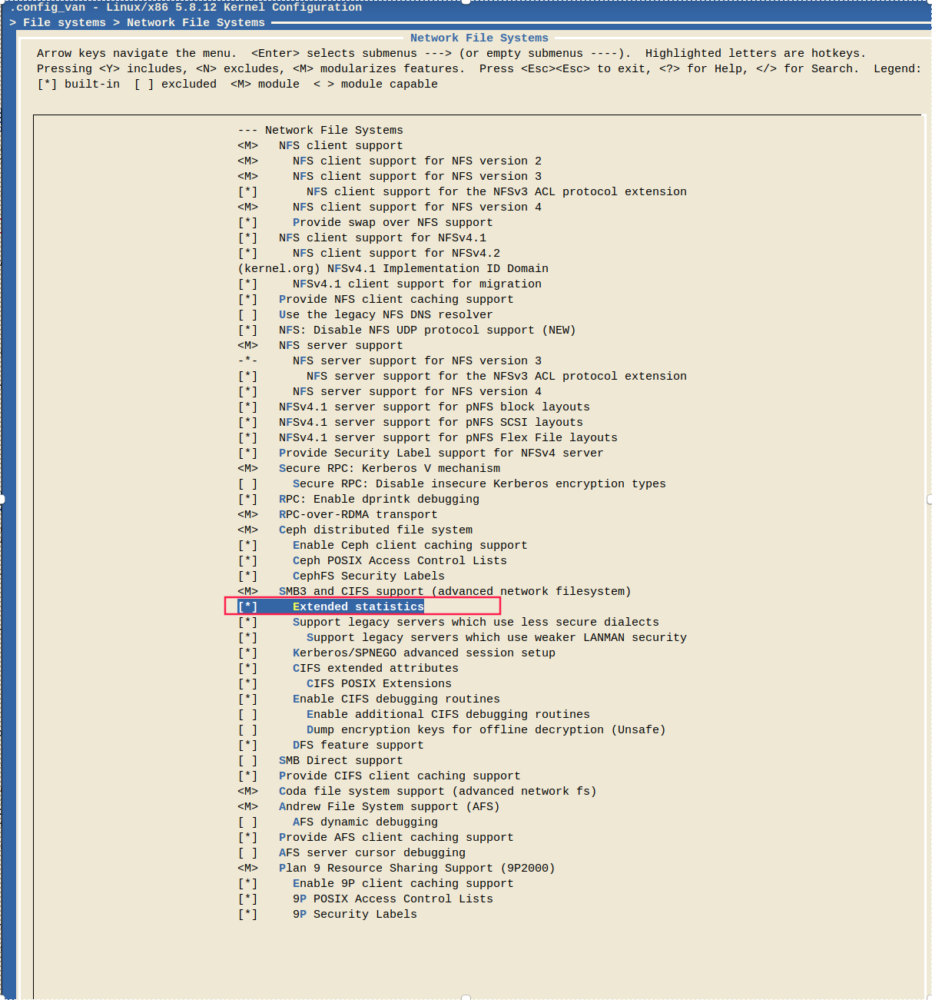 .config_van - Linux/x86 5.8.12 Kernel Configuration
> File systems > Network File Systems
Network File Systems
Arrow keys navigate the menu.  <Enter> selects submenus ---> (or empty submenus ----).  Highlighted letters are hotkeys.
Pressing <Y> includes, <N> excludes, <M> modularizes features.  Press <Esc><Esc> to exit, <?> for Help, </> for Search.  Legend:
[*] built-in  [ ] excluded  <M> module  < > module capable
--- Network File Systems
<M>   NFS client support
<M>     NFS client support for NFS version 2
<M>     NFS client support for NFS version 3
[*]       NFS client support for the NFSv3 ACL protocol extension
<M>     NFS client support for NFS version 4
[*]     Provide swap over NFS support
[*]   NFS client support for NFSv4.1
[*]     NFS client support for NFSv4.2
(kernel.org) NFSv4.1 Implementation ID Domain
[*]     NFSv4.1 client support for migration
[*]   Provide NFS client caching support
[ ]   Use the legacy NFS DNS resolver
[*]   NFS: Disable NFS UDP protocol support (NEW)
<M>   NFS server support
-*-     NFS server support for NFS version 3
[*]       NFS server support for the NFSv3 ACL protocol extension
[*]     NFS server support for NFS version 4
[*]   NFSv4.1 server support for pNFS block layouts
[*]   NFSv4.1 server support for pNFS SCSI layouts
[*]   NFSv4.1 server support for pNFS Flex File layouts
[*]   Provide Security Label support for NFSv4 server
<M>   Secure RPC: Kerberos V mechanism
[ ]     Secure RPC: Disable insecure Kerberos encryption types
[*]   RPC: Enable dprintk debugging
<M>   RPC-over-RDMA transport
<M>   Ceph distributed file system
[*]     Enable Ceph client caching support
[*]     Ceph POSIX Access Control Lists
[*]     CephFS Security Labels
<M>   SMB3 and CIFS support (advanced network filesystem)
[*]     Extended statistics
[*]     Support legacy servers which use less secure dialects
[*]       Support legacy servers which use weaker LANMAN security
[*]     Kerberos/SPNEGO advanced session setup
[*]     CIFS extended attributes
[*]       CIFS POSIX Extensions
[*]     Enable CIFS debugging routines
[ ]       Enable additional CIFS debugging routines
[ ]       Dump encryption keys for offline decryption (Unsafe)
[*]     DFS feature support
[ ]   SMB Direct support
[*]   Provide CIFS client caching support
<M>   Coda file system support (advanced network fs)
<M>   Andrew File System support (AFS)
[ ]     AFS dynamic debugging
[*]   Provide AFS client caching support
[ ]   AFS server cursor debugging
<M>   Plan 9 Resource Sharing Support (9P2000)
[*]     Enable 9P client caching support
[*]     9P POSIX Access Control Lists
[*]     9P Security Labels